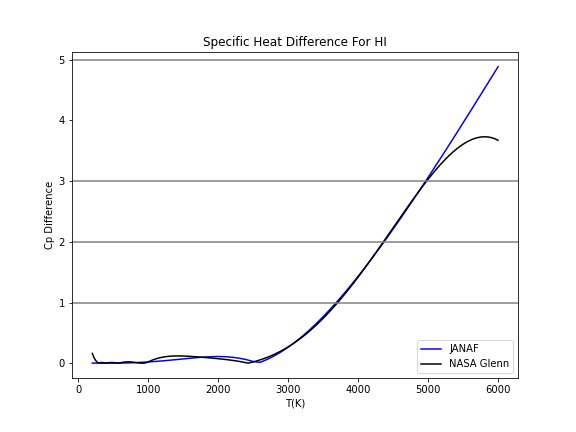 Specific Heat Difference For HI
Cp Difference
5
4
3
2
1
0
0 1000 2000 3000 4000 5000 6000
T(K)
JANAF
NASA Glenn